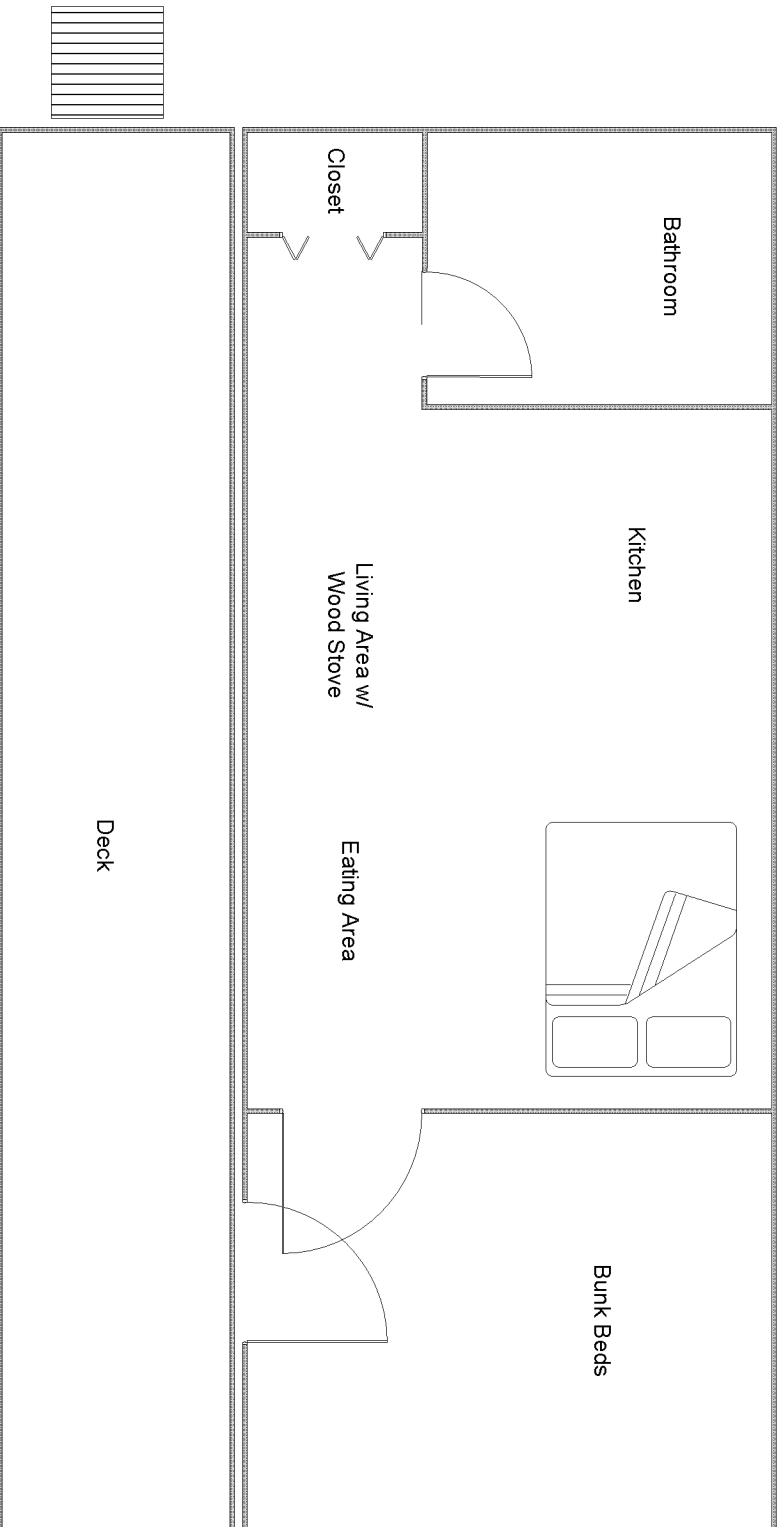 Closet
Bathroom
Kitchen
Living Area w/
Wood Stove
Eating Area
Deck
Bunk Beds